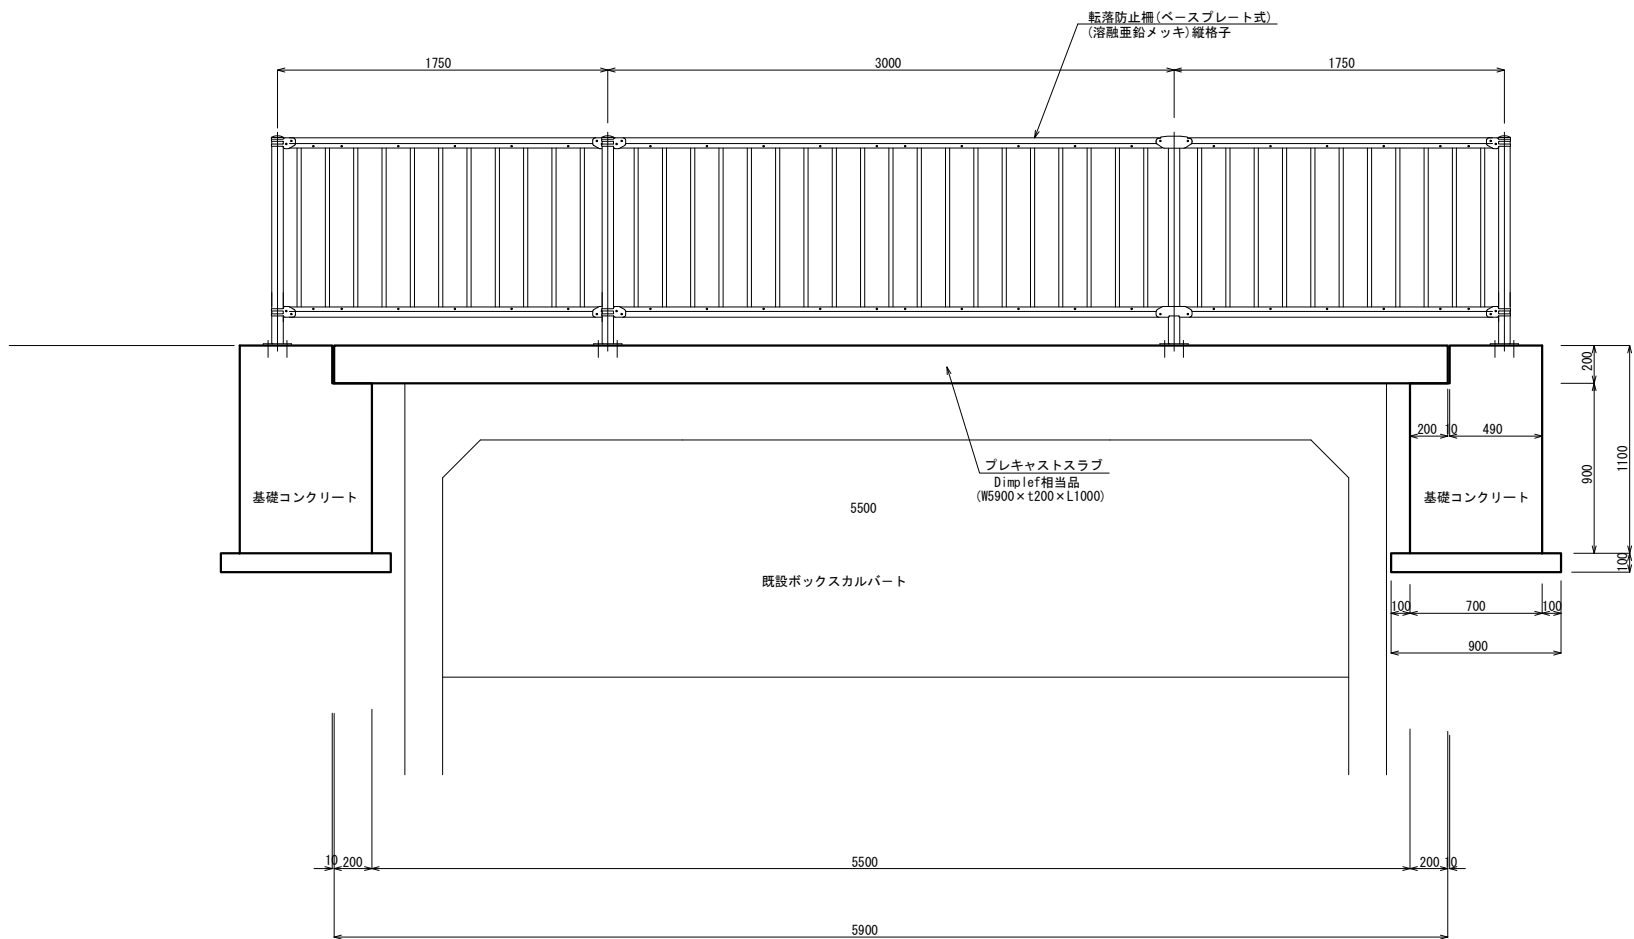 転落防止柵(ベースプレート式)
(溶融亜鉛メッキ)縦格子
1750
3000
1750
200
200 10 490
1100
900
プレキャストスラブ
Dimplef相当品
(W5900×t200×L1000)
基礎コンクリート
5500
基礎コンクリート
100
既設ボックスカルバート
100 700 100
900
10 200 5500 200 10
5900